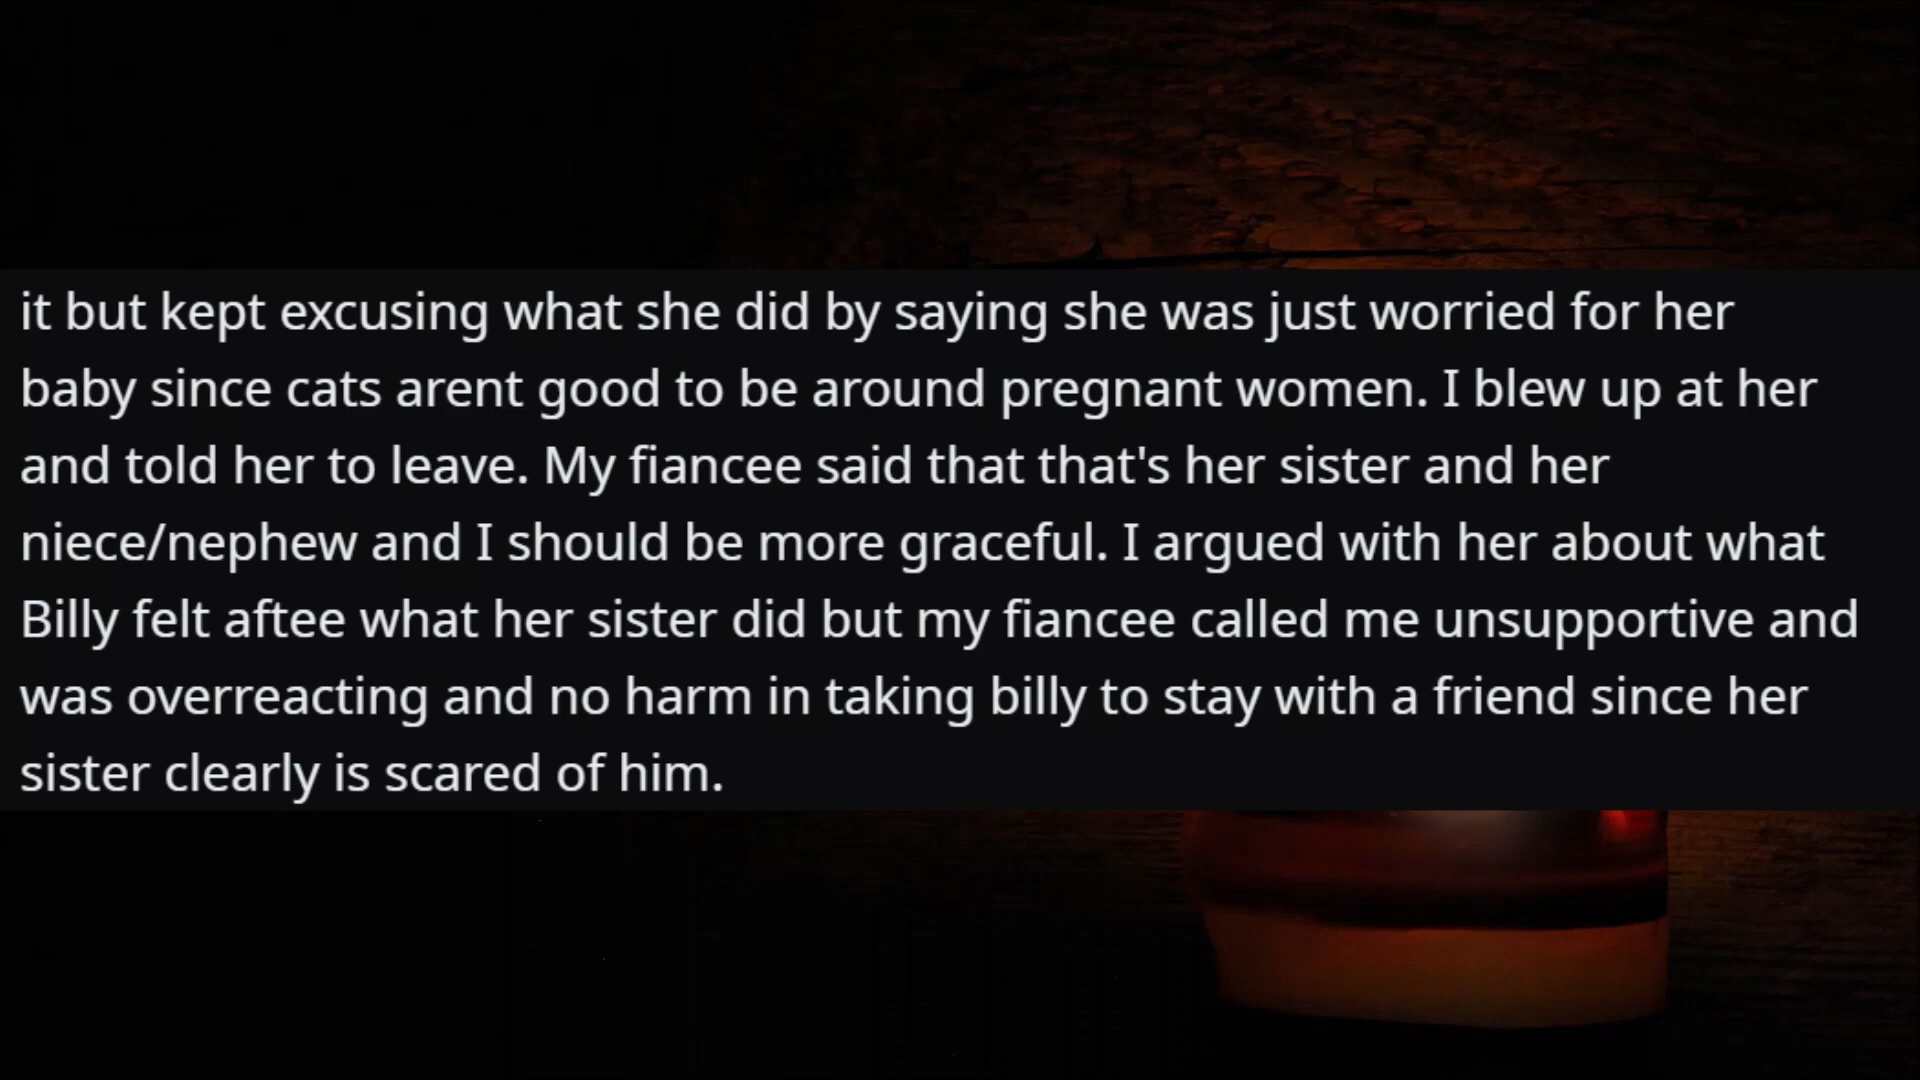 it but kept excusing what she did by saying she was just worried for her
baby since cats arent good to be around pregnant women. I blew up at her
and told her to leave. My fiancee said that that's her sister and her
niece/nephew and I should be more graceful. I argued with her about what
Billy felt aftee what her sister did but my fiancee called me unsupportive and
was overreacting and no harm in taking billy to stay with a friend since her
sister clearly is scared of him.